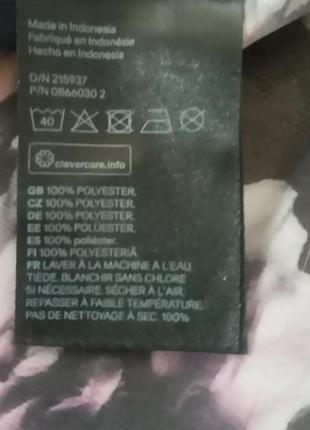 Made in Indonesia
Fabriqué en Indonésie
Hecho en Indonesia
O/N 215937
P/N 0866030 2
40
clevercare.info
GB 100% POLYESTER.
CZ 100% POLYESTER.
DE 100% POLYESTER.
EE 100% POLÜESTER.
ES 100% poliéster.
FI 100% POLYESTERIÄ
FR LAVER À LA MACHINE À L'EAU
TIÈDE. BLANCHIR SANS CHLORE
SI NÉCESSAIRE. SÉCHER À L'AIR.
REPASSER À FAIBLE TEMPÉRATURE.
PAS DE NETTOYAGE À SEC. 100%